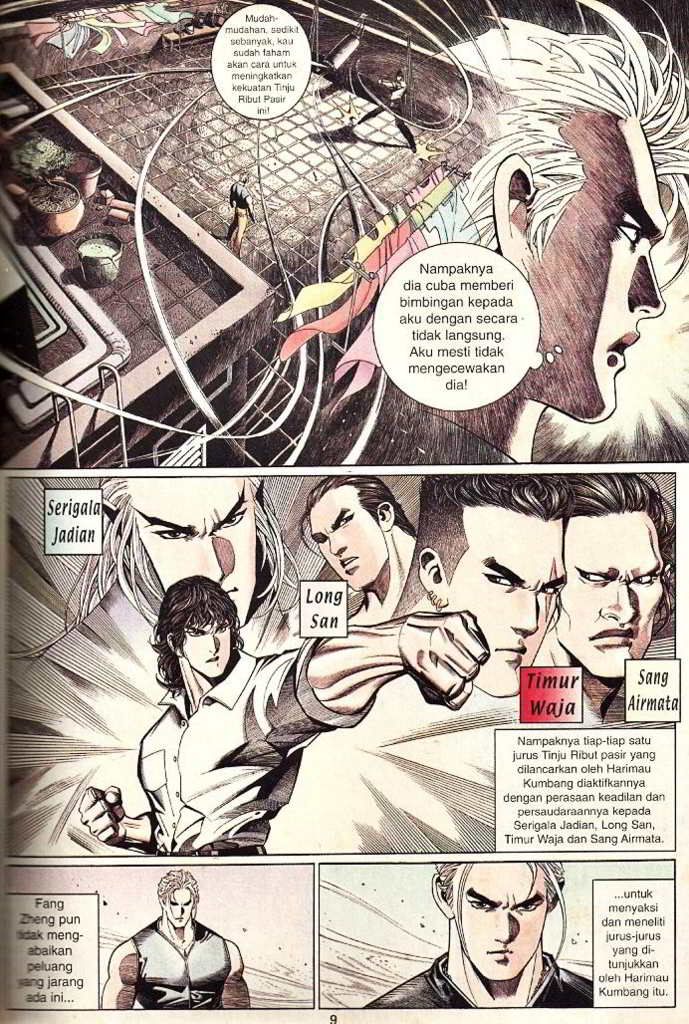 Mudah-
mudahan, sedikit
sebanyak, kau
sudah faham
akan cara untuk
meningkatkan
kekuatan Tinju
Ribut Pasir
ini!
Nampaknya
dia cuba memberi
bimbingan kepada
aku dengan secara
tidak langsung.
Aku mesti tidak
mengecewakan
dia!
Serigala
Jadian
Long
San
Timur
Waja
Sang
Airmata
Nampaknya tiap-tiap satu
jurus Tinju Ribut pasir yang
dilancarkan oleh Harimau
Kumbang diaktifkannya
dengan perasaan keadilan dan
persaudaraannya kepada
Serigala Jadian, Long San,
Timur Waja dan Sang Airmata.
Fang
Zheng pun
tidak meng-
abaikan
peluang
yang jarang
ada ini...
...untuk
menyaksi
dan meneliti
jurus-jurus
yang di-
tunjukkan
oleh Harimau
Kumbang itu.
9